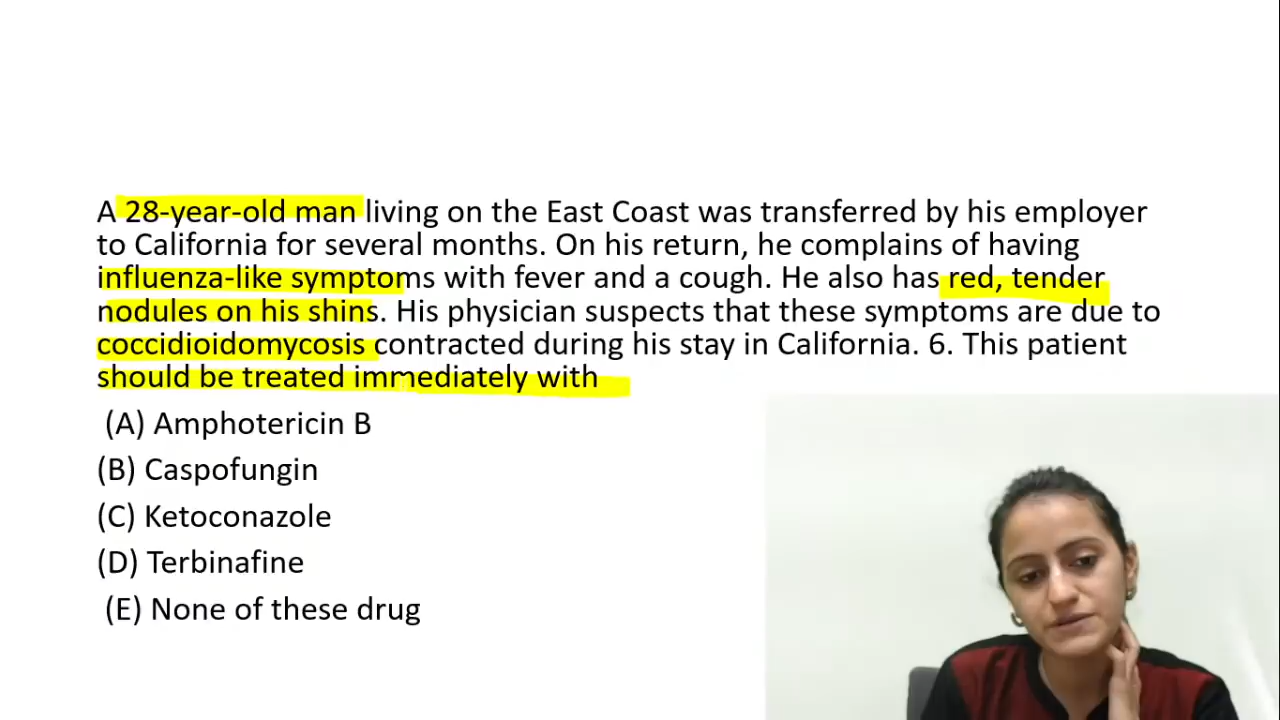 A 28-year-old man living on the East Coast was transferred by his employer
to California for several months. On his return, he complains of having
influenza-like symptoms with fever and a cough. He also has red, tender
nodules on his shins. His physician suspects that these symptoms are due to
coccidioidomycosis contracted during his stay in California. 6. This patient
should be treated immediately with
(A) Amphotericin B
(B) Caspofungin
(C) Ketoconazole
(D) Terbinafine
(E) None of these drug